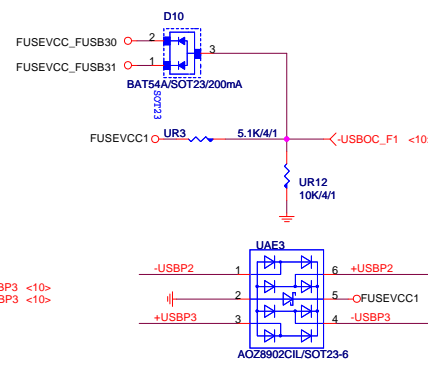 D10
FUSEVCC_FUSB30 2
3
FUSEVCC_FUSB31 1
BAT54A/SOT23/200mA
SOT23
FUSEVCC1 UR3 5.1K/4/1 -USBOC_F1 <10>
UR12
10K/4/1
UAE3
-USBP2 1 6 +USBP2
BP3 <10>
BP3 <10>
2 5 FUSEVCC1
+USBP3 3 4 -USBP3
AOZ8902CIL/SOT23-6